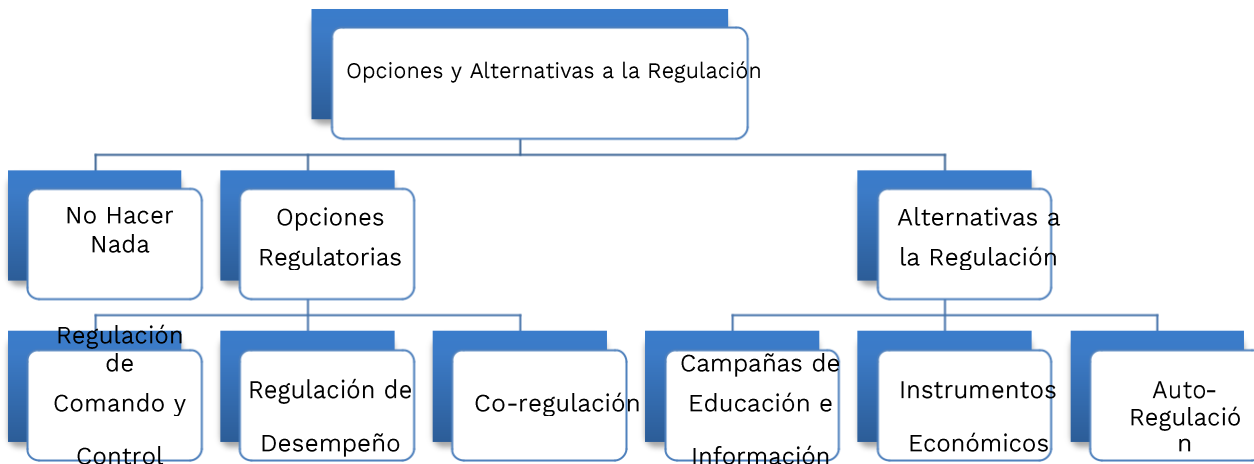 Opciones y Alternativas a la Regulación
No Hacer
Nada
Opciones
Regulatorias
Alternativas a
la Regulación
Regulación
de
Comando y
Control
Regulación de
Desempeño
Co-regulación
Campañas de
Educación e
Información
Instrumentos
Económicos
Auto-
Regulació
n